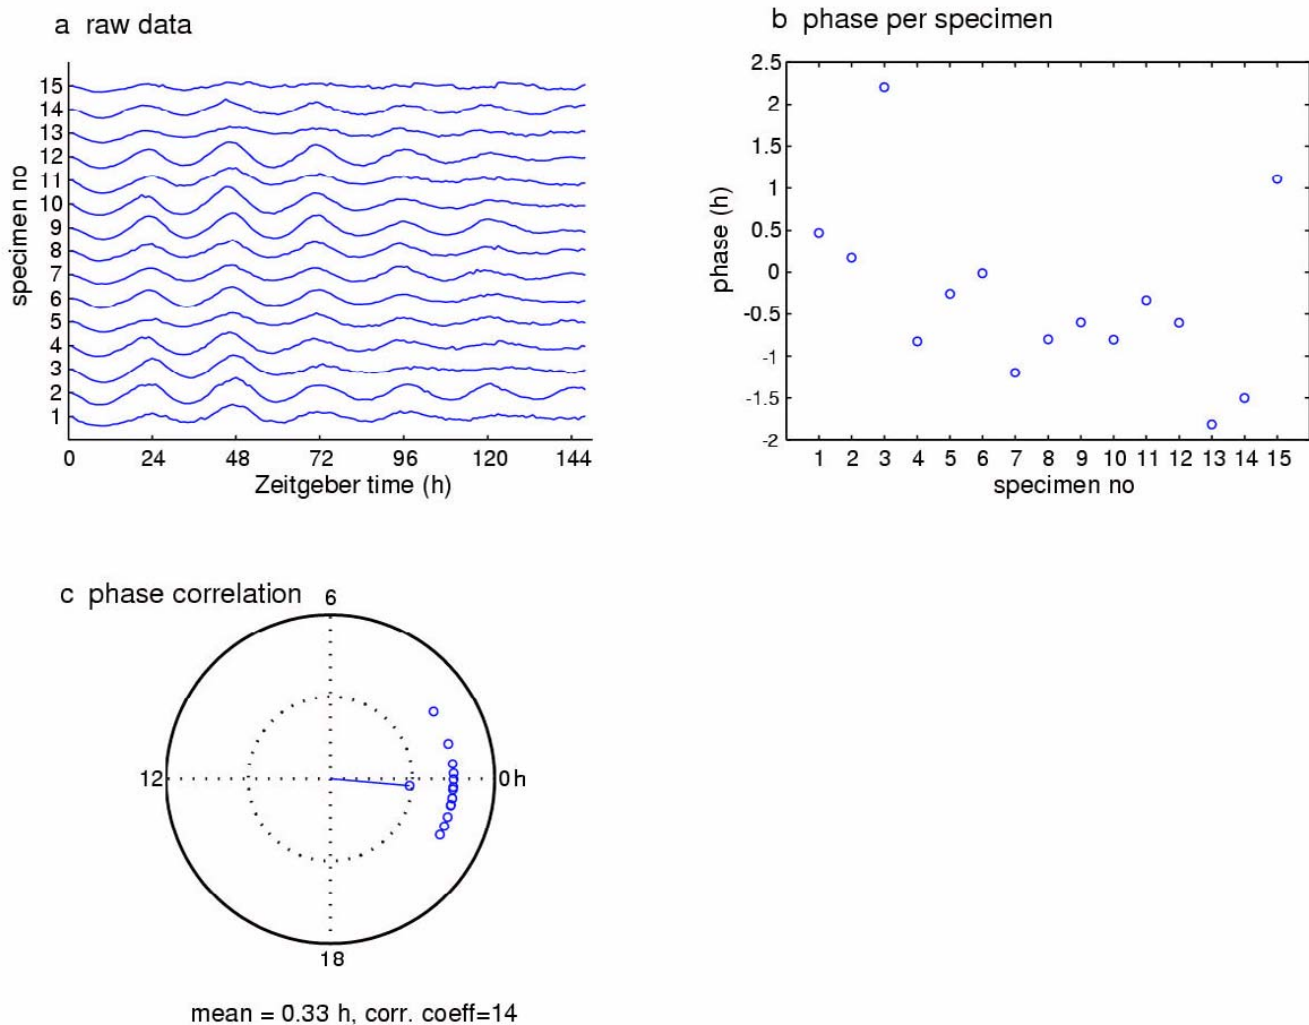 a raw data
15
14
13
12
11
10
9
8
7
6
5
4
3
2
1
specimen no
0 24 48 72 96 120 144
Zeitgeber time (h)
b phase per specimen
2.5
2
1.5
1
0.5
0
-0.5
-1
-1.5
-2
phase (h)
1 2 3 4 5 6 7 8 9 10 11 12 13 14 15
specimen no
c phase correlation
6
12
0h
18
mean = 0.33 h, corr. coeff=14